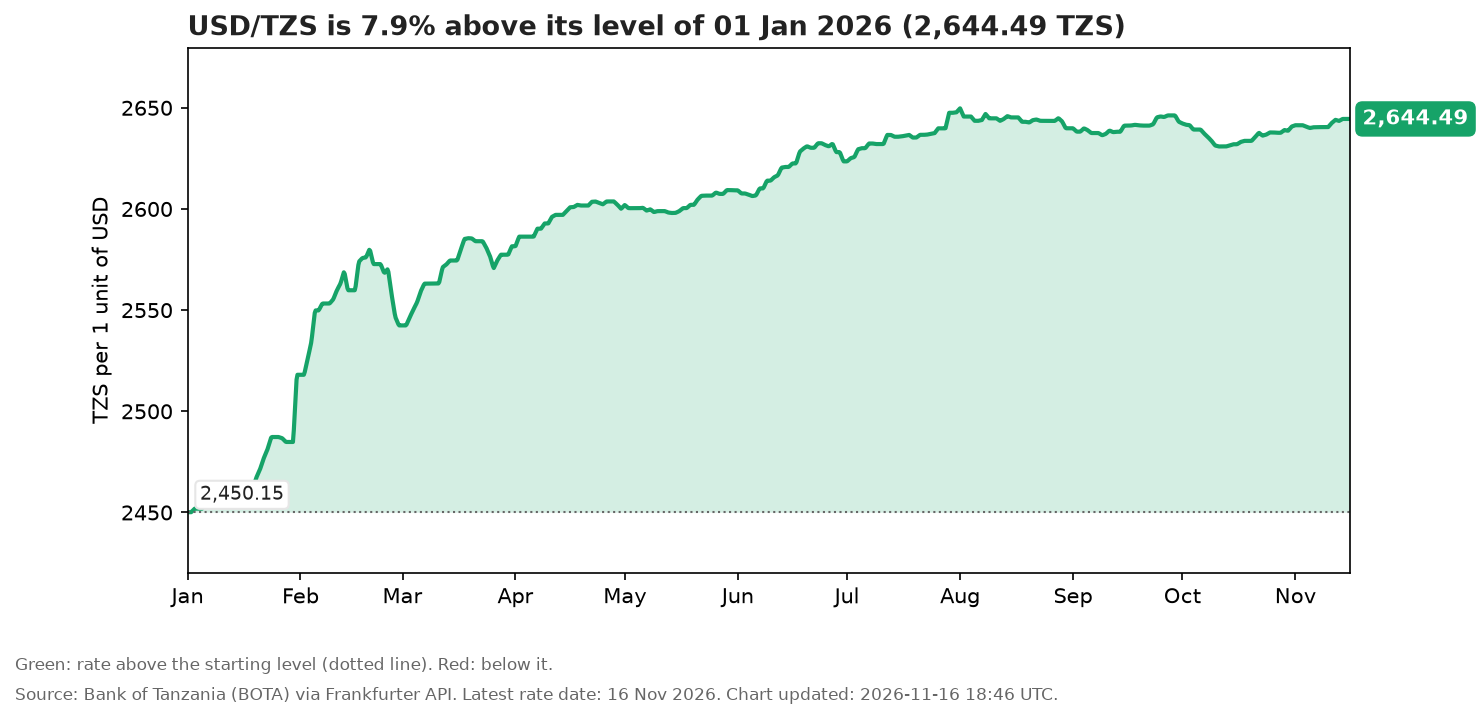 USD/TZS is 7.9% above its level of 01 Jan 2026 (2,644.49 TZS)
TZS per 1 unit of USD
2650
2600
2550
2500
2450
2,644.49
2,450.15
Jan Feb Mar Apr May Jun Jul Aug Sep Oct Nov
Green: rate above the starting level (dotted line). Red: below it.
Source: Bank of Tanzania (BOTA) via Frankfurter API. Latest rate date: 16 Nov 2026. Chart updated: 2026-11-16 18:46 UTC.